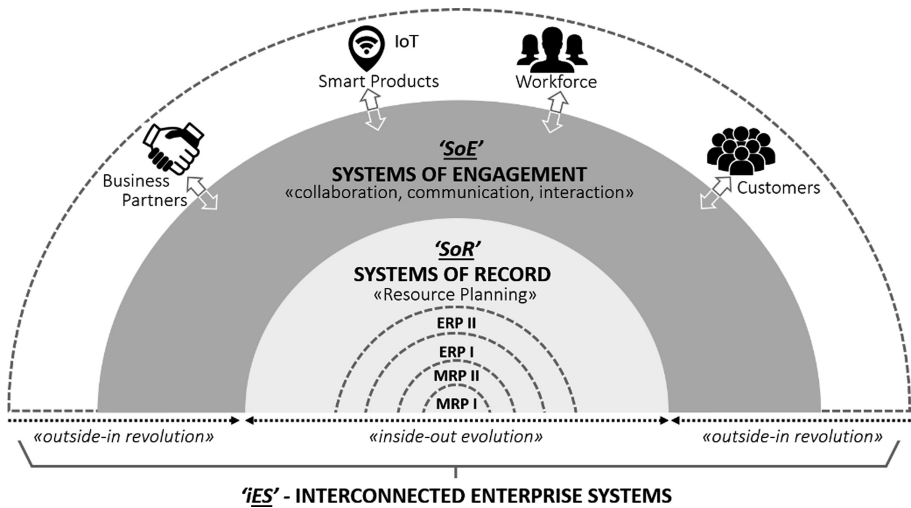 IoT
Smart Products
Workforce
Business
Partners
Customers
‘SoE’
SYSTEMS OF ENGAGEMENT
«collaboration, communication, interaction»
‘SoR’
SYSTEMS OF RECORD
«Resource Planning»
ERP II
ERP I
MRP II
MRP I
«outside-in revolution» «inside-out evolution» «outside-in revolution»
‘iES’ - INTERCONNECTED ENTERPRISE SYSTEMS